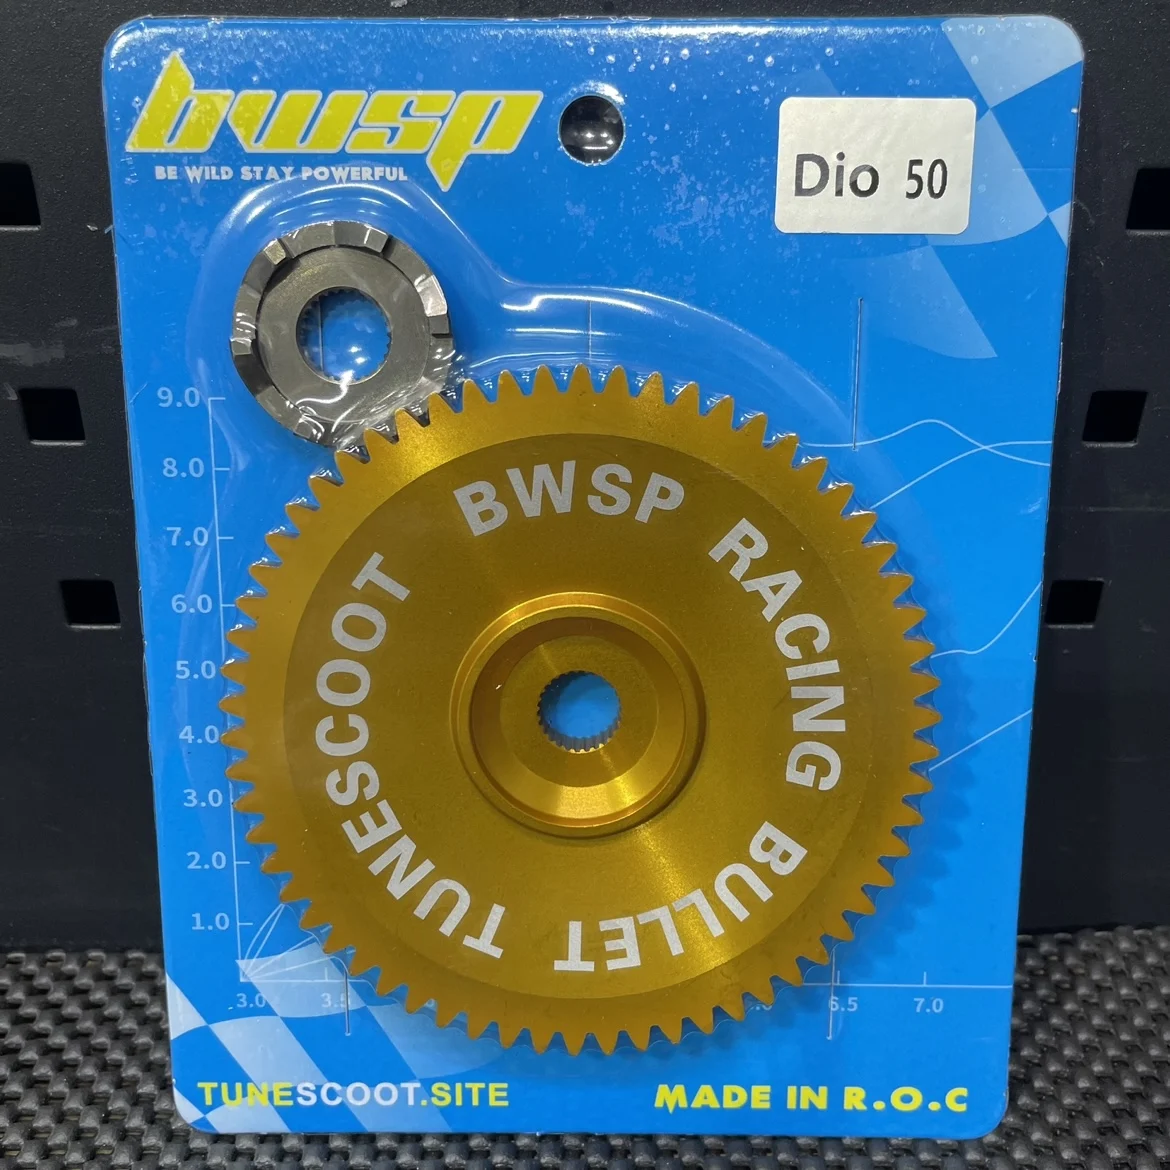 bwsp
BE WILD STAY POWERFUL
Dio 50
BWSP RACING BULLET TUNESCOOT
9.0
8.0
7.0
6.0
5.0
4.0
3.0
2.0
1.0
3.0 3.5 6.5 7.0
TUNESCOOT.SITE
MADE IN R.O.C